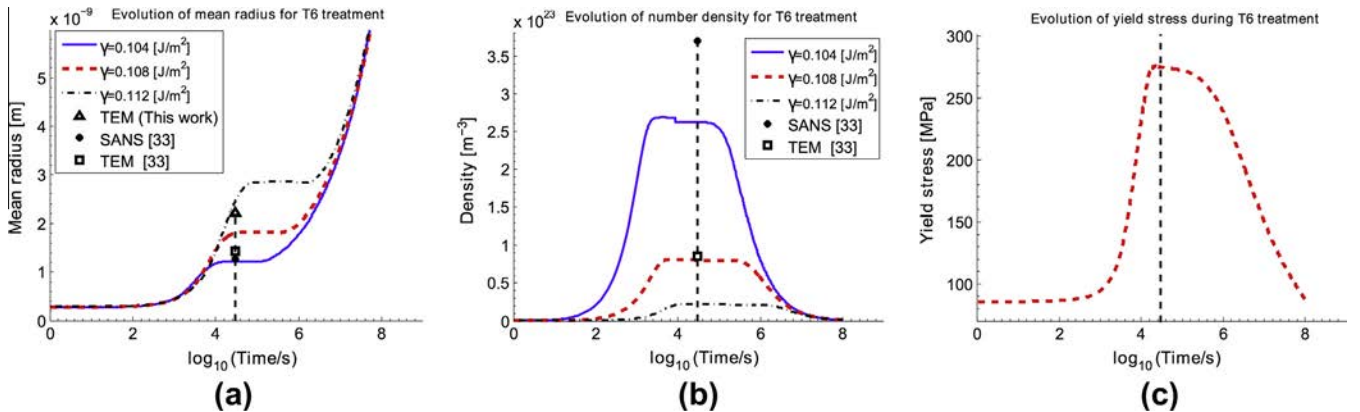 x 10⁻⁹
Evolution of mean radius for T6 treatment
γ=0.104 [J/m²]
γ=0.108 [J/m²]
γ=0.112 [J/m²]
TEM (This work)
SANS [33]
TEM [33]
Mean radius [m]
5
4
3
2
1
0
0 2 4 6 8
log₁₀(Time/s)
(a)
x 10²³
Evolution of number density for T6 treatment
γ=0.104 [J/m²]
γ=0.108 [J/m²]
γ=0.112 [J/m²]
SANS [33]
TEM [33]
Density [m⁻³]
3.5
3
2.5
2
1.5
1
0.5
0
0 2 4 6 8
log₁₀(Time/s)
(b)
Evolution of yield stress during T6 treatment
Yield stress [MPa]
300
250
200
150
100
0 2 4 6 8
log₁₀(Time/s)
(c)